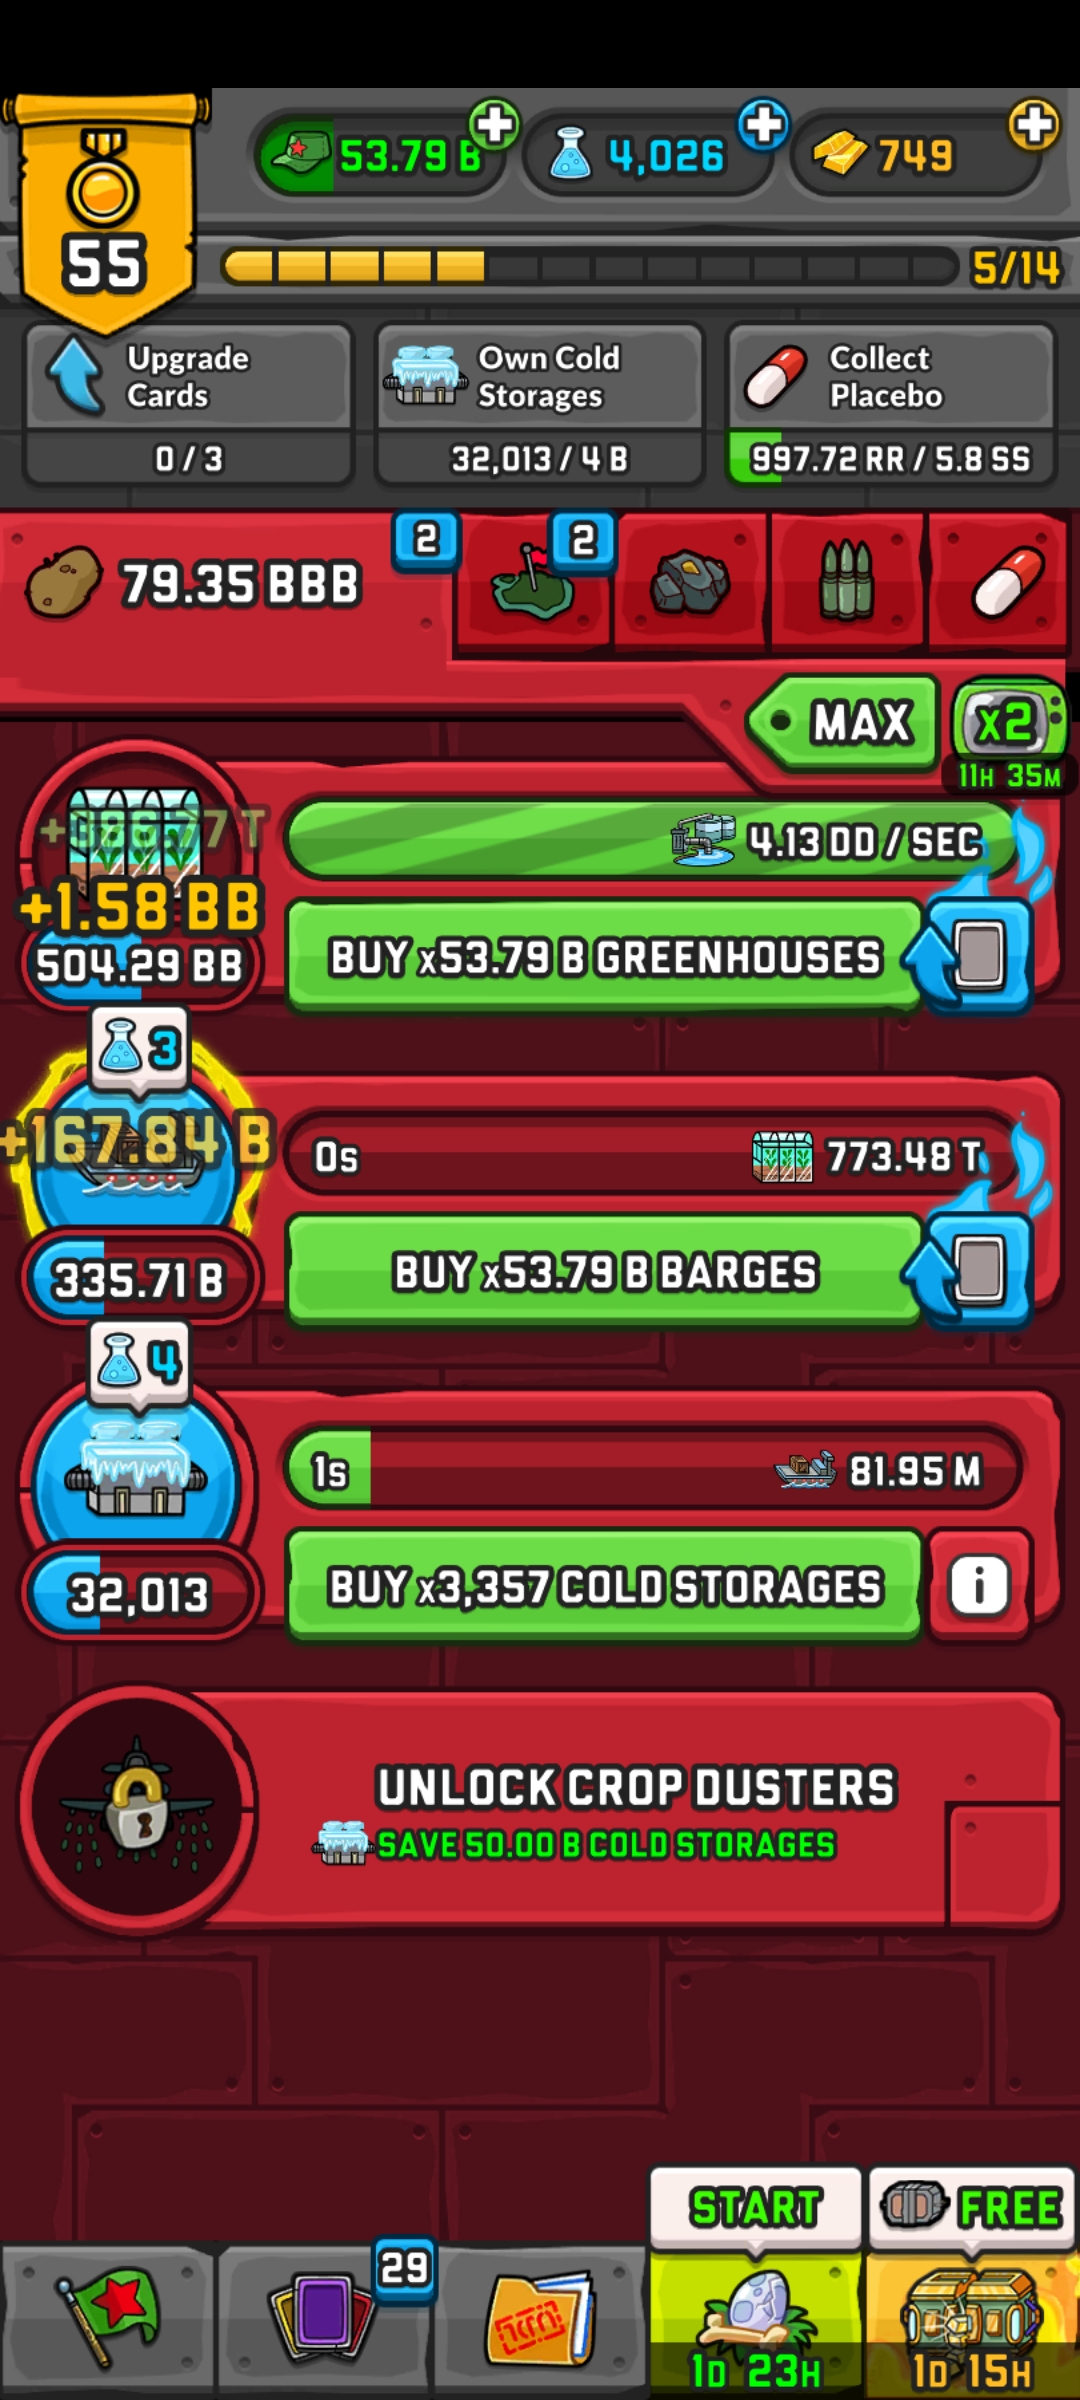 55
53.79 B
4,026
749
5/14
Upgrade
Cards
0 / 3
Own Cold
Storages
32,013 / 4 B
Collect
Placebo
997.72 RR / 5.8 SS
79.35 BBB
2
2
MAX
X2
11H 35M
+1.58 BB
504.29 BB
4.13 DD / SEC
BUY x53.79 B GREENHOUSES
3
+167.84 B
335.71 B
0s
773.48 T
BUY x53.79 B BARGES
4
32,013
1s
81.95 M
BUY x3,357 COLD STORAGES
i
UNLOCK CROP DUSTERS
SAVE 50.00 B COLD STORAGES
START
FREE
29
1D 23H
1D 15H